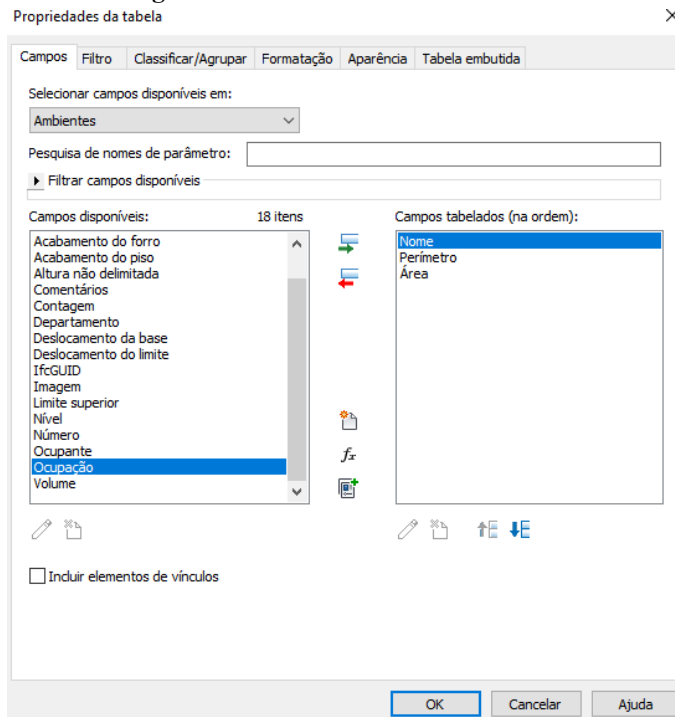 Propriedades da tabela
Campos Filtro Classificar/Agrupar Formatação Aparência Tabela embutida
Selecionar campos disponíveis em:
Ambientes
Pesquisa de nomes de parâmetro:
Filtrar campos disponíveis
Campos disponíveis: 18 itens
Acabamento do forro
Acabamento do piso
Altura não delimitada
Comentários
Contagem
Departamento
Deslocamento da base
Deslocamento do limite
IfcGUID
Imagem
Limite superior
Nível
Número
Ocupante
Ocupação
Volume
fx
Campos tabelados (na ordem):
Nome
Perímetro
Área
Incluir elementos de vínculos
OK Cancelar Ajuda